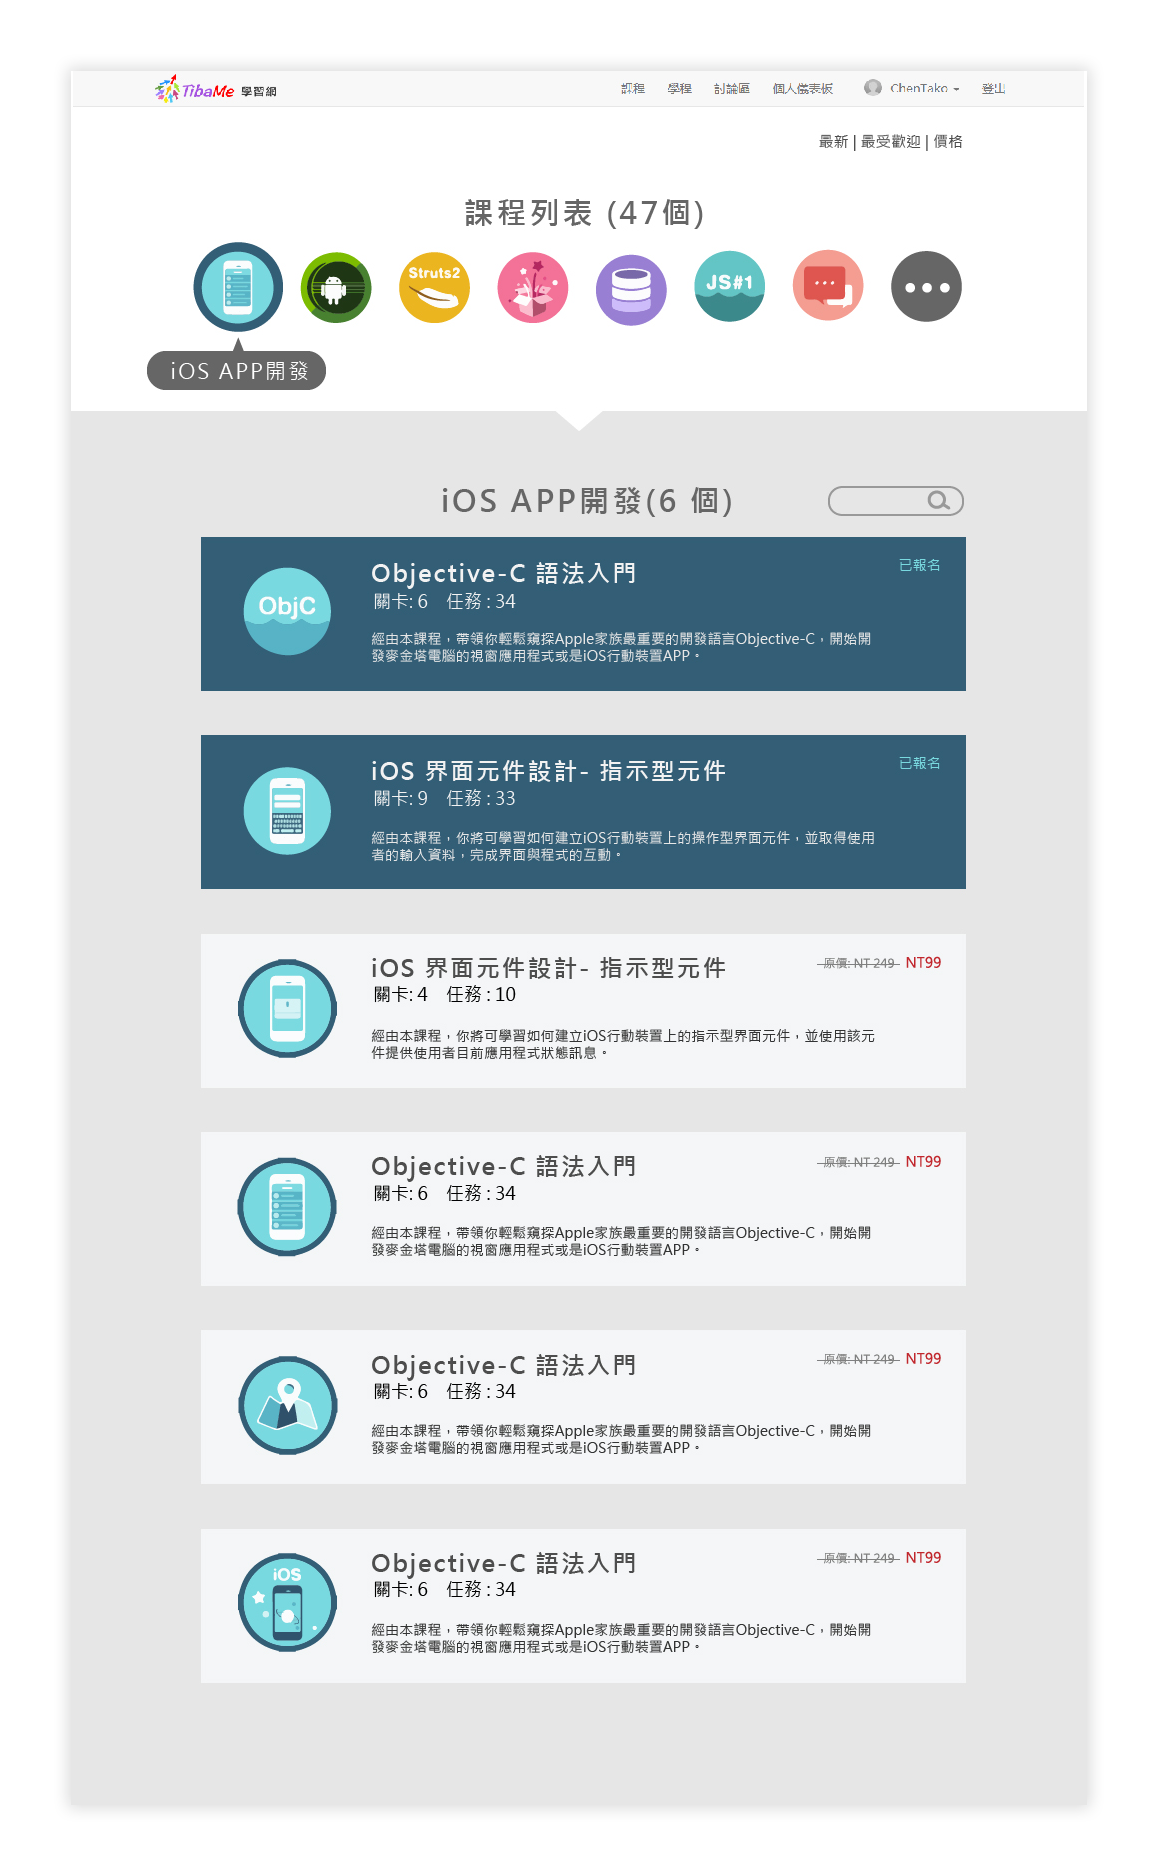 TibaMe 學習網
課程 學程 討論區 個人儀表板 ChenTako 登出
最新 | 最受歡迎 | 價格
課程列表 (47個)
Struts2
JS#1
iOS APP開發
iOS APP開發(6 個)
已報名
ObjC
Objective-C 語法入門
關卡: 6 任務 : 34
經由本課程，帶領你輕鬆窺探Apple家族最重要的開發語言Objective-C，開始開
發麥金塔電腦的視窗應用程式或是iOS行動裝置APP。
已報名
iOS 界面元件設計- 指示型元件
關卡: 9 任務 : 33
經由本課程，你將可學習如何建立iOS行動裝置上的操作型界面元件，並取得使用
者的輸入資料，完成界面與程式的互動。
iOS 界面元件設計- 指示型元件
原價: NT 249 NT99
關卡: 4 任務 : 10
經由本課程，你將可學習如何建立iOS行動裝置上的指示型界面元件，並使用該元
件提供使用者目前應用程式狀態訊息。
Objective-C 語法入門
原價: NT 249 NT99
關卡: 6 任務 : 34
經由本課程，帶領你輕鬆窺探Apple家族最重要的開發語言Objective-C，開始開
發麥金塔電腦的視窗應用程式或是iOS行動裝置APP。
Objective-C 語法入門
原價: NT 249 NT99
關卡: 6 任務 : 34
經由本課程，帶領你輕鬆窺探Apple家族最重要的開發語言Objective-C，開始開
發麥金塔電腦的視窗應用程式或是iOS行動裝置APP。
Objective-C 語法入門
原價: NT 249 NT99
iOS
關卡: 6 任務 : 34
經由本課程，帶領你輕鬆窺探Apple家族最重要的開發語言Objective-C，開始開
發麥金塔電腦的視窗應用程式或是iOS行動裝置APP。